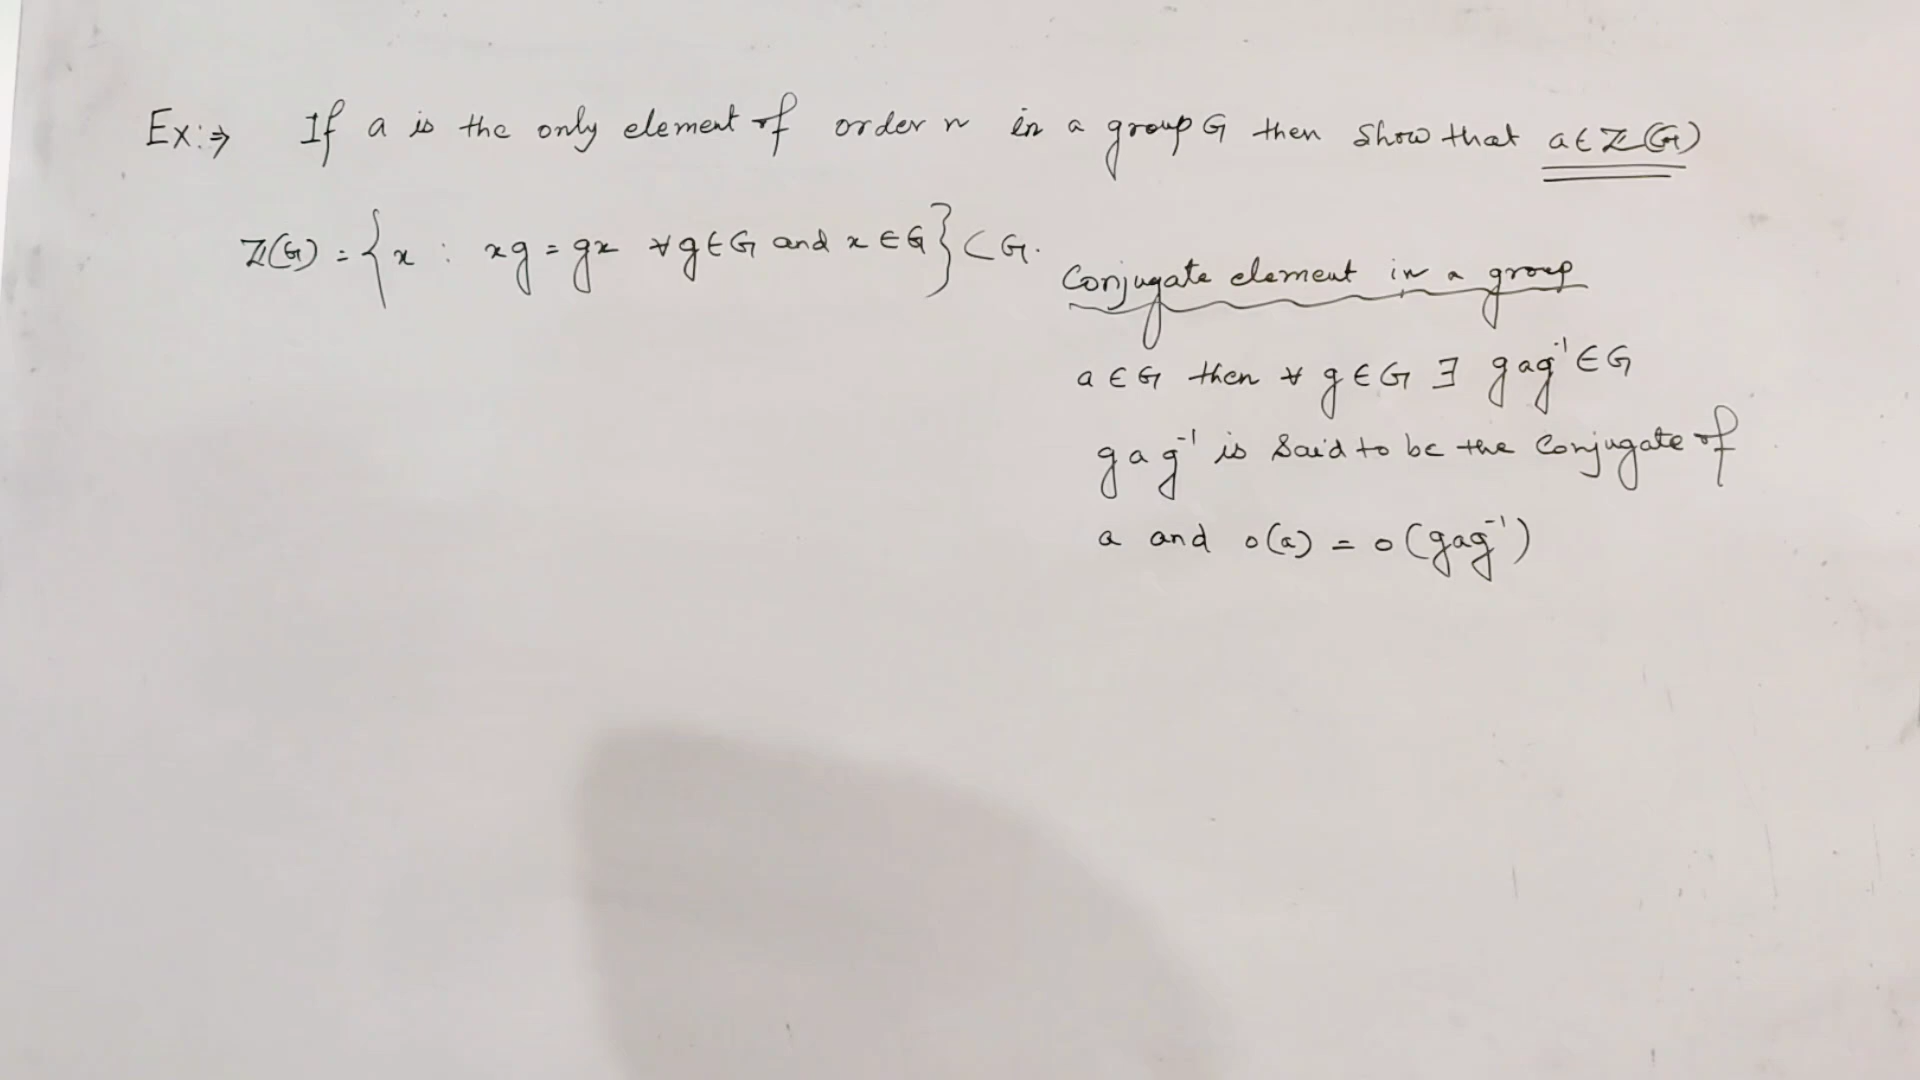 Ex:⇒ If a is the only element of order n in a group G then show that a∈Z(G)
Z(G) = {x : xg = gx ∀g∈G and x∈G} ⊂ G.
Conjugate element in a group
a∈G then ∀ g∈G ∃ gag⁻¹∈G
gag⁻¹ is said to be the Conjugate of
a and o(a) = o(gag⁻¹)